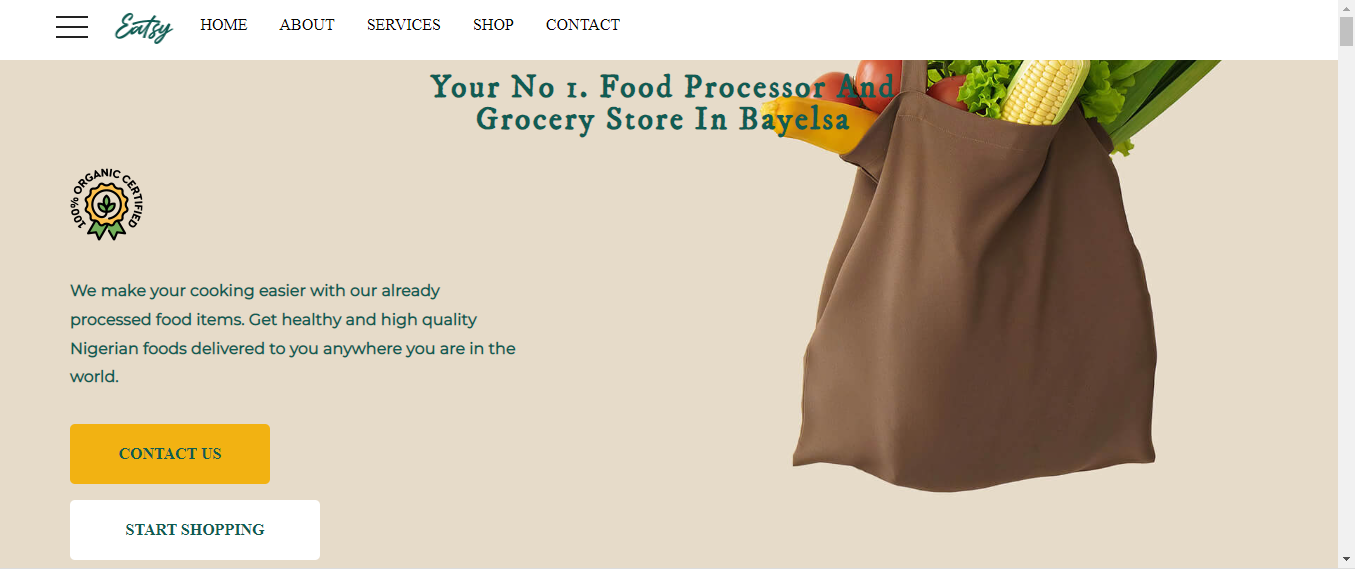 Eatsy
HOME ABOUT SERVICES SHOP CONTACT
Your No 1. Food Processor And
Grocery Store In Bayelsa
100% ORGANIC CERTIFIED
We make your cooking easier with our already
processed food items. Get healthy and high quality
Nigerian foods delivered to you anywhere you are in the
world.
CONTACT US
START SHOPPING